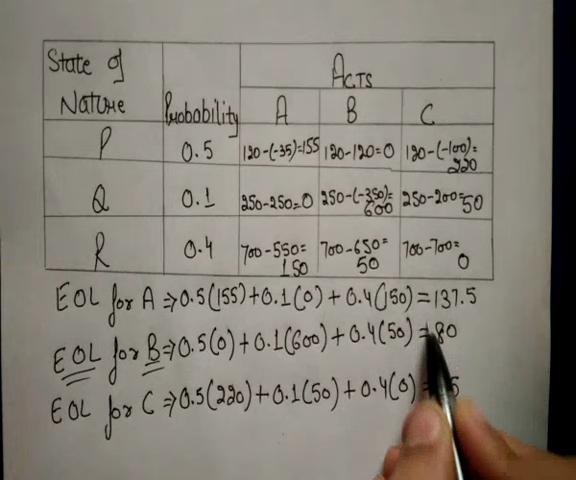 State of Nature Probability ACTS
A B C
P 0.5 120-(-35)=155 120-120=0 120-(-100)= 220
Q 0.1 250-250=0 250-(-350)= 600 250-200=50
R 0.4 700-550= 150 700-650= 50 700-700= 0
EOL for A ⇒ 0.5(155)+0.1(0)+0.4(150)=137.5
EOL for B ⇒ 0.5(0)+0.1(600)+0.4(50)=80
EOL for C ⇒ 0.5(220)+0.1(50)+0.4(0)